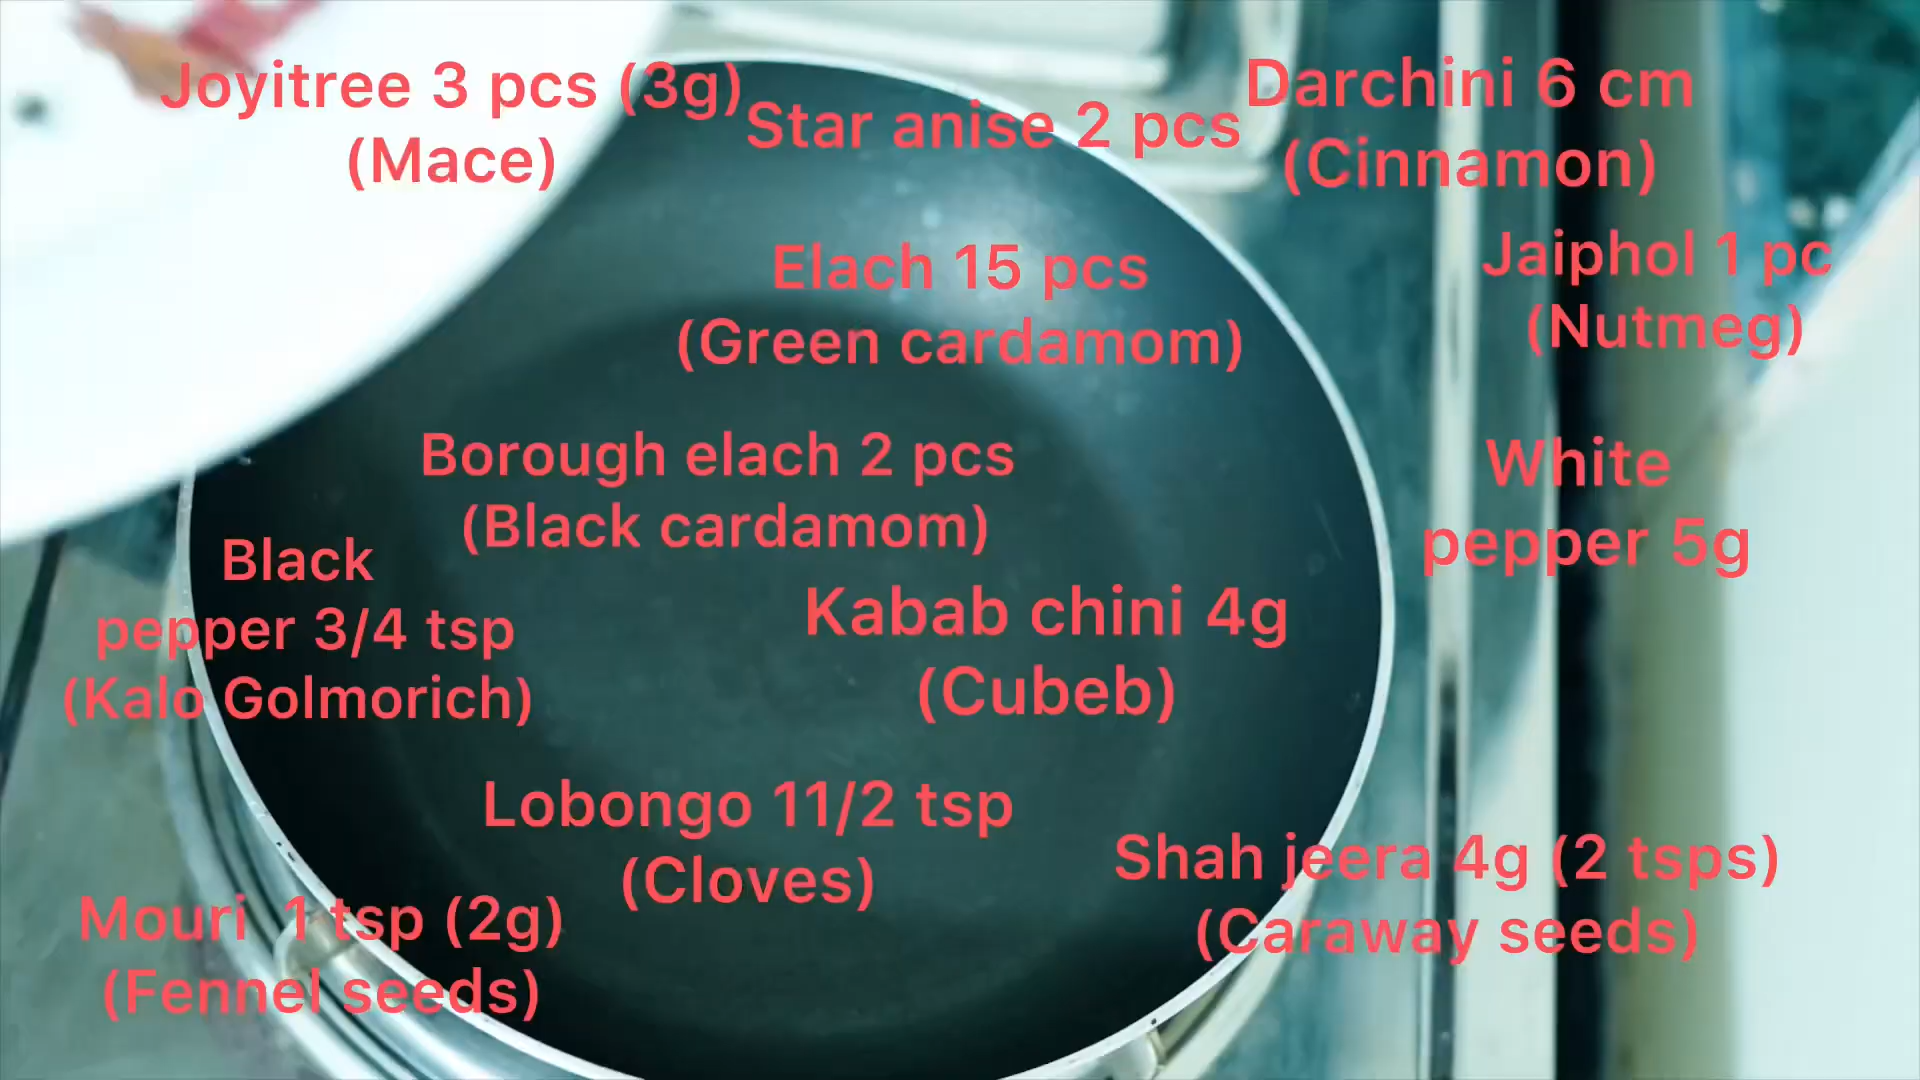 Joyitree 3 pcs (3g)
(Mace)
Star anise 2 pcs
Darchini 6 cm
(Cinnamon)
Elach 15 pcs
(Green cardamom)
Jaiphol 1 pc
(Nutmeg)
Borough elach 2 pcs
(Black cardamom)
White
pepper 5g
Black
pepper 3/4 tsp
(Kalo Golmorich)
Kabab chini 4g
(Cubeb)
Lobongo 11/2 tsp
(Cloves)
Shah jeera 4g (2 tsps)
(Caraway seeds)
Mouri 1 tsp (2g)
(Fennel seeds)